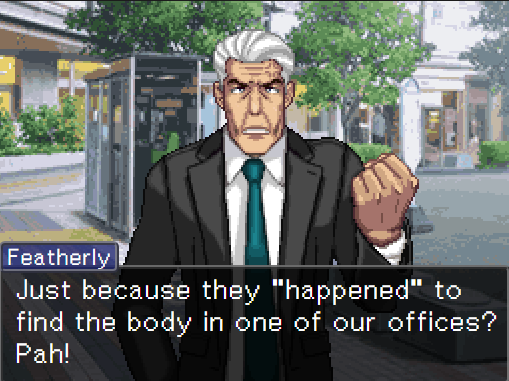 Featherly
Just because they "happened" to
find the body in one of our offices?
Pah!